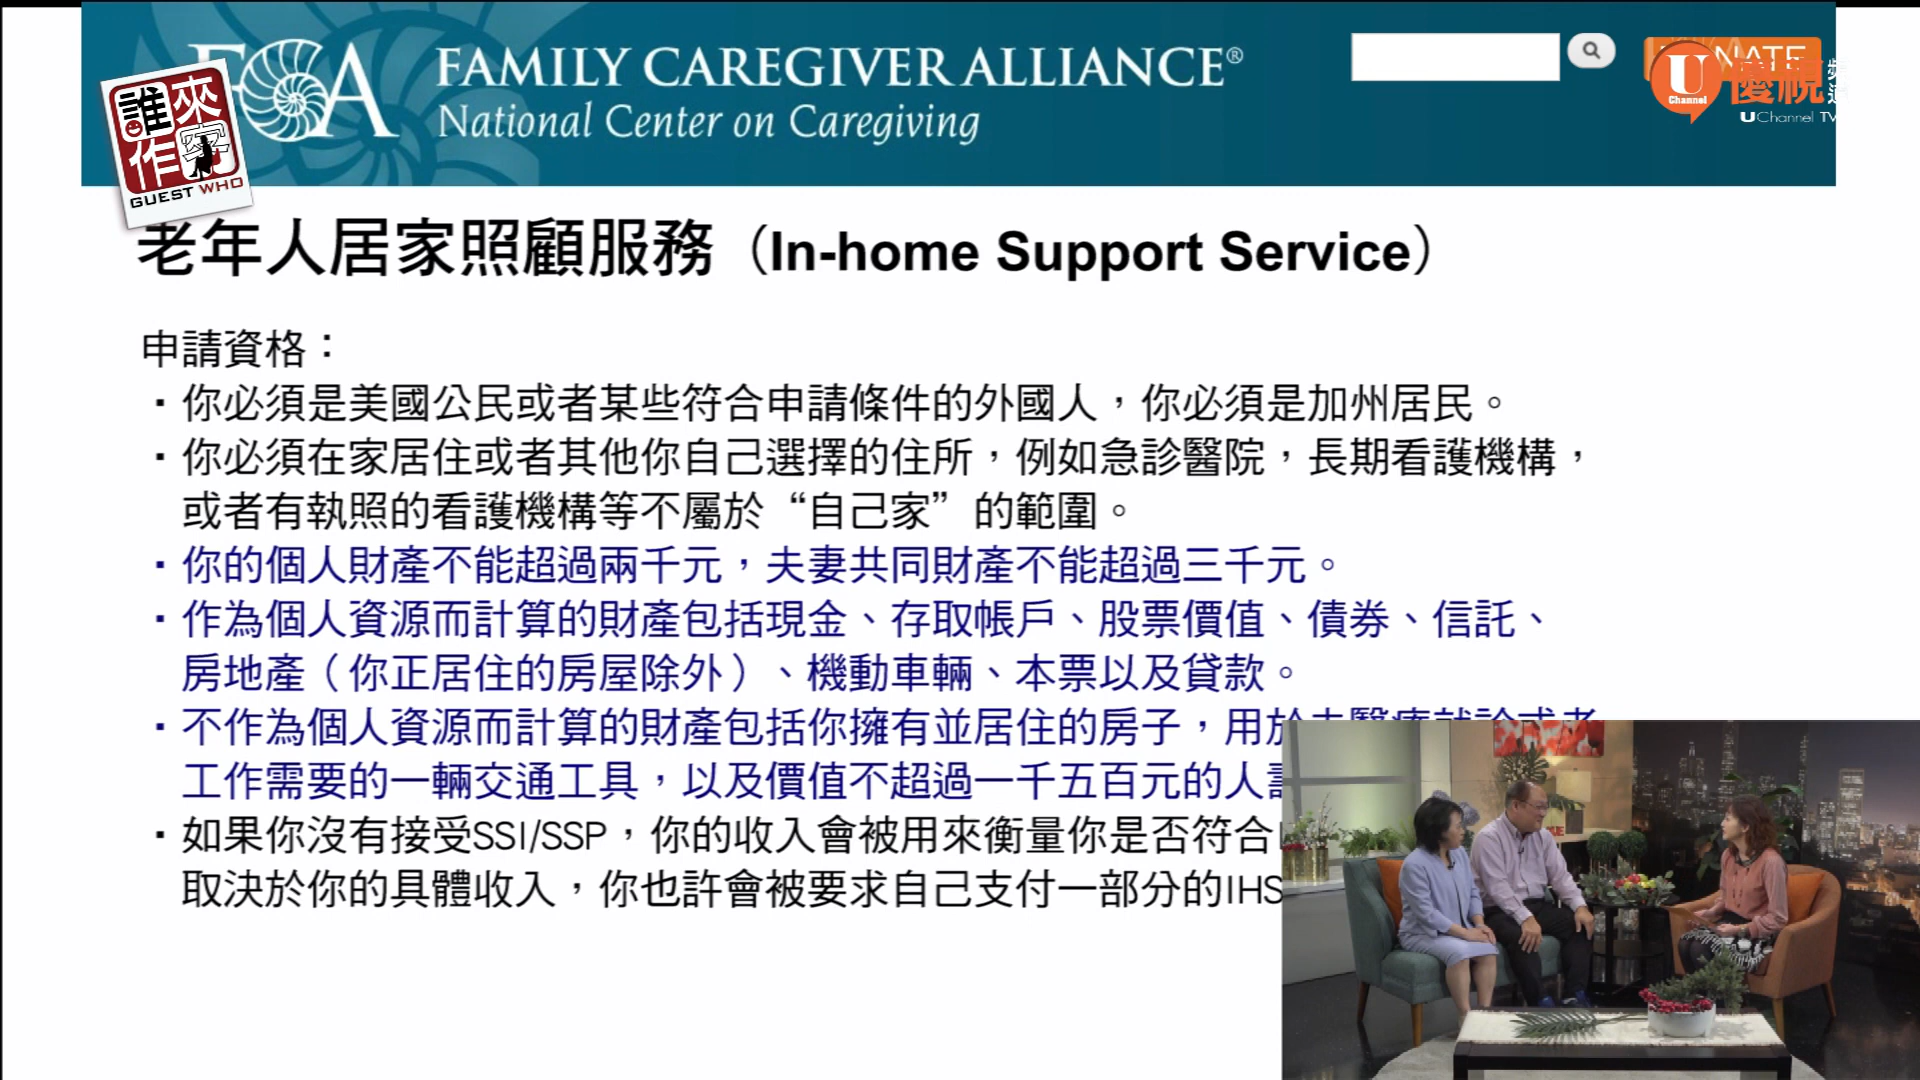 FCA FAMILY CAREGIVER ALLIANCE®
National Center on Caregiving
誰來
作客
GUEST WHO
U
Channel
優視頻道
UChannel TV
老年人居家照顧服務（In-home Support Service）
申請資格：
·你必須是美國公民或者某些符合申請條件的外國人，你必須是加州居民。
·你必須在家居住或者其他你自己選擇的住所，例如急診醫院，長期看護機構，
或者有執照的看護機構等不屬於“自己家”的範圍。
·你的個人財產不能超過兩千元，夫妻共同財產不能超過三千元。
·作為個人資源而計算的財產包括現金、存取帳戶、股票價值、債券、信託、
房地產（你正居住的房屋除外）、機動車輛、本票以及貸款。
·不作為個人資源而計算的財產包括你擁有並居住的房子，用於去醫療就診或者
工作需要的一輛交通工具，以及價值不超過一千五百元的人壽
·如果你沒有接受SSI/SSP，你的收入會被用來衡量你是否符合
取決於你的具體收入，你也許會被要求自己支付一部分的IHS